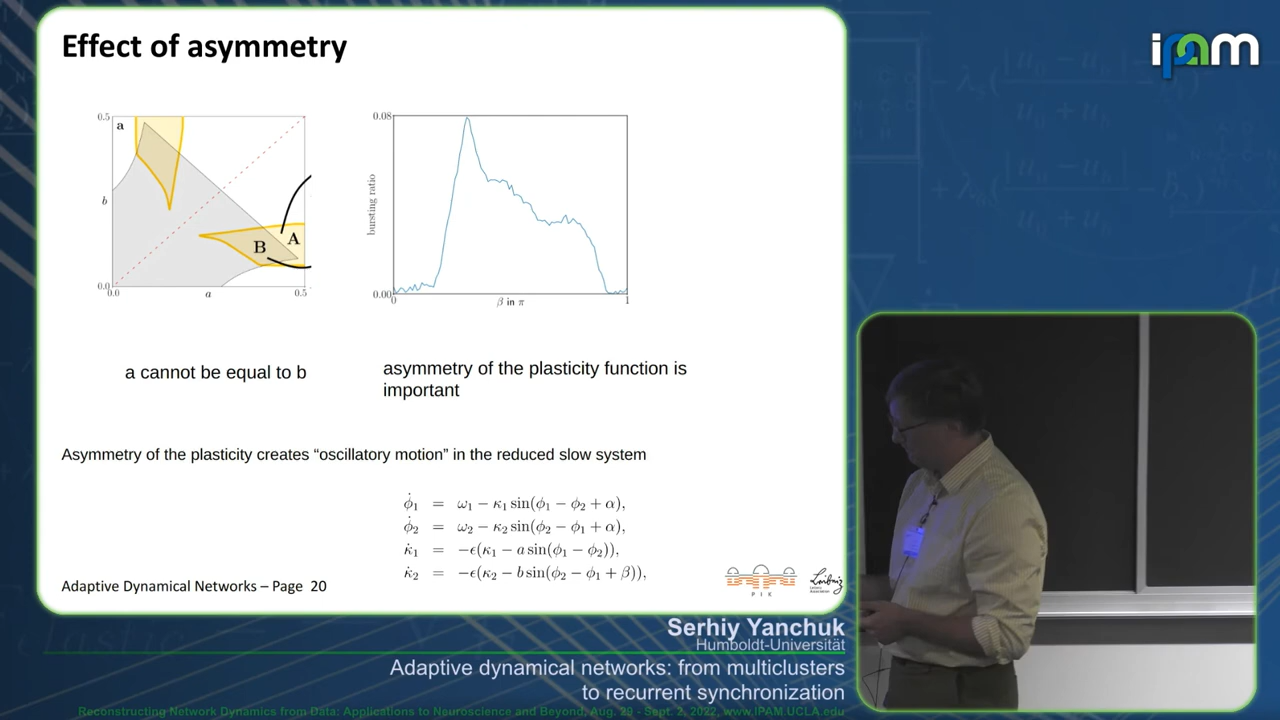 Effect of asymmetry
ipam
0.5
a
b
A
B
0.0
0.0
a
0.5
0.08
bursting ratio
0.00
0
β in π
1
a cannot be equal to b
asymmetry of the plasticity function is
important
Asymmetry of the plasticity creates “oscillatory motion” in the reduced slow system
ϕ̇₁ = ω₁ − κ₁ sin(ϕ₁ − ϕ₂ + α),
ϕ̇₂ = ω₂ − κ₂ sin(ϕ₂ − ϕ₁ + α),
κ̇₁ = −ϵ(κ₁ − a sin(ϕ₁ − ϕ₂)),
κ̇₂ = −ϵ(κ₂ − b sin(ϕ₂ − ϕ₁ + β)),
Adaptive Dynamical Networks – Page 20
P I K
Leibniz
Serhiy Yanchuk
Humboldt-Universität
Adaptive dynamical networks: from multiclusters
to recurrent synchronization
Reconstructing Network Dynamics from Data: Applications to Neuroscience and Beyond, Aug. 29 - Sept. 2, 2022, www.IPAM.UCLA.edu